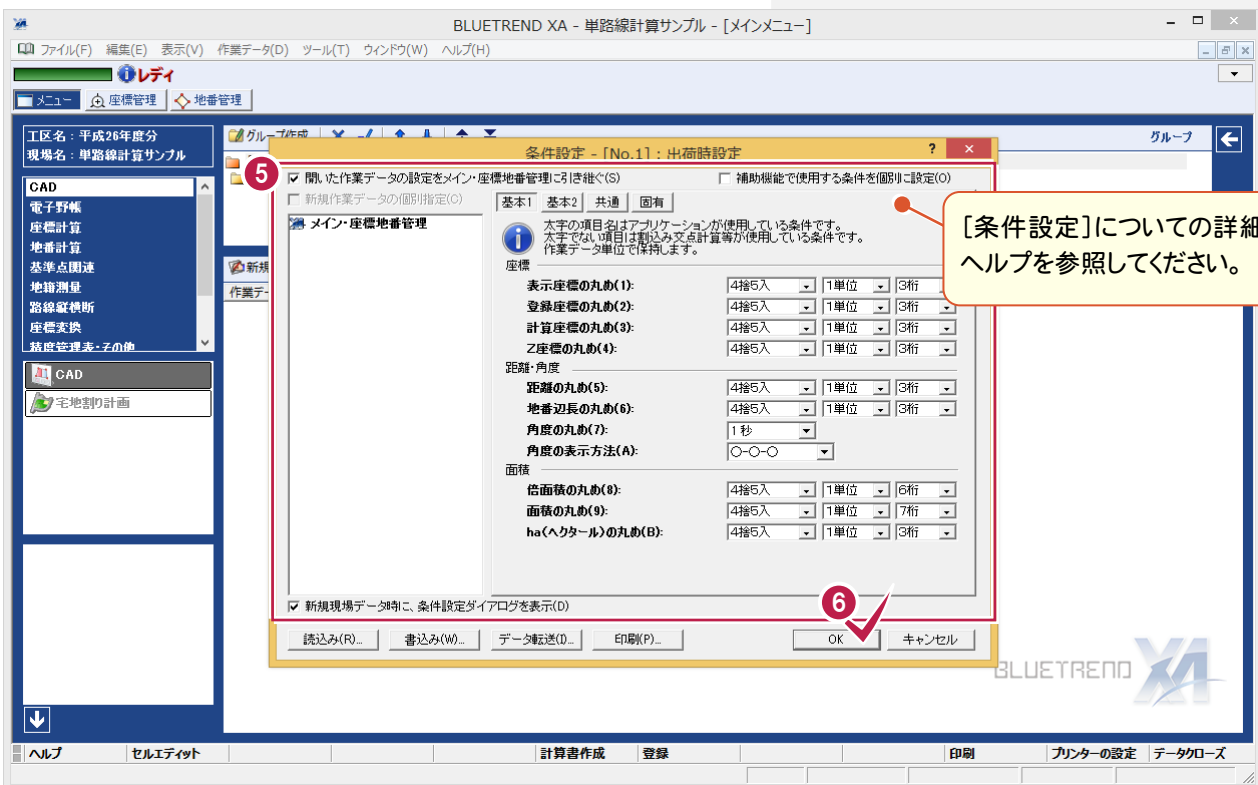 BLUETREND XA - 単路線計算サンプル - [メインメニュー]
ファイル(F) 編集(E) 表示(V) 作業データ(D) ツール(T) ウィンドウ(W) ヘルプ(H)
レディ
メニュー 座標管理 地番管理
工区名：平成26年度分
現場名：単路線計算サンプル
グループ作成
グループ
CAD
電子野帳
座標計算
地番計算
基準点関連
地籍測量
路線縦横断
座標変換
精度管理表・その他
CAD
宅地割り計画
新規
作業デー
条件設定 - [No.1]：出荷時設定
5
開いた作業データの設定をメイン・座標地番管理に引き継ぐ(S)
補助機能で使用する条件を個別に設定(O)
新規作業データの個別指定(C)
メイン・座標地番管理
基本1 基本2 共通 固有
太字の項目名はアプリケーションが使用している条件です。
太字でない項目は割込み交点計算等が使用している条件です。
作業データ単位で保持します。
座標
表示座標の丸め(1): 4捨5入 1単位 3桁
登録座標の丸め(2): 4捨5入 1単位 3桁
計算座標の丸め(3): 4捨5入 1単位 3桁
Z座標の丸め(4): 4捨5入 1単位 3桁
距離・角度
距離の丸め(5): 4捨5入 1単位 3桁
地番辺長の丸め(6): 4捨5入 1単位 3桁
角度の丸め(7): 1秒
角度の表示方法(A): ○-○-○
面積
倍面積の丸め(8): 4捨5入 1単位 6桁
面積の丸め(9): 4捨5入 1単位 7桁
ha(ヘクタール)の丸め(B): 4捨5入 1単位 3桁
新規現場データ時に、条件設定ダイアログを表示(D)
6
読込み(R)... 書込み(W)... データ転送(I)... 印刷(P)... OK キャンセル
[条件設定]についての詳細
ヘルプを参照してください。
BLUETREND XA
ヘルプ セルエディット 計算書作成 登録 印刷 プリンターの設定 データクローズ